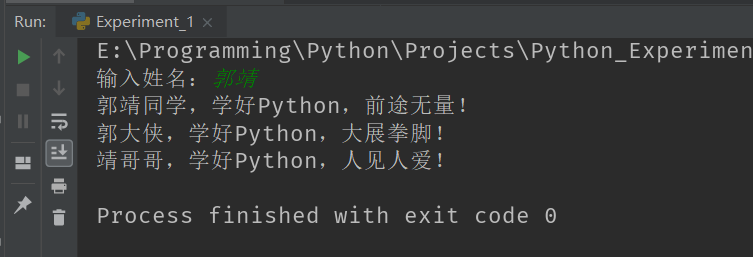 Run: Experiment_1 ×
E:\Programming\Python\Projects\Python_Experimen
输入姓名：郭靖
郭靖同学，学好Python，前途无量！
郭大侠，学好Python，大展拳脚！
靖哥哥，学好Python，人见人爱！
Process finished with exit code 0